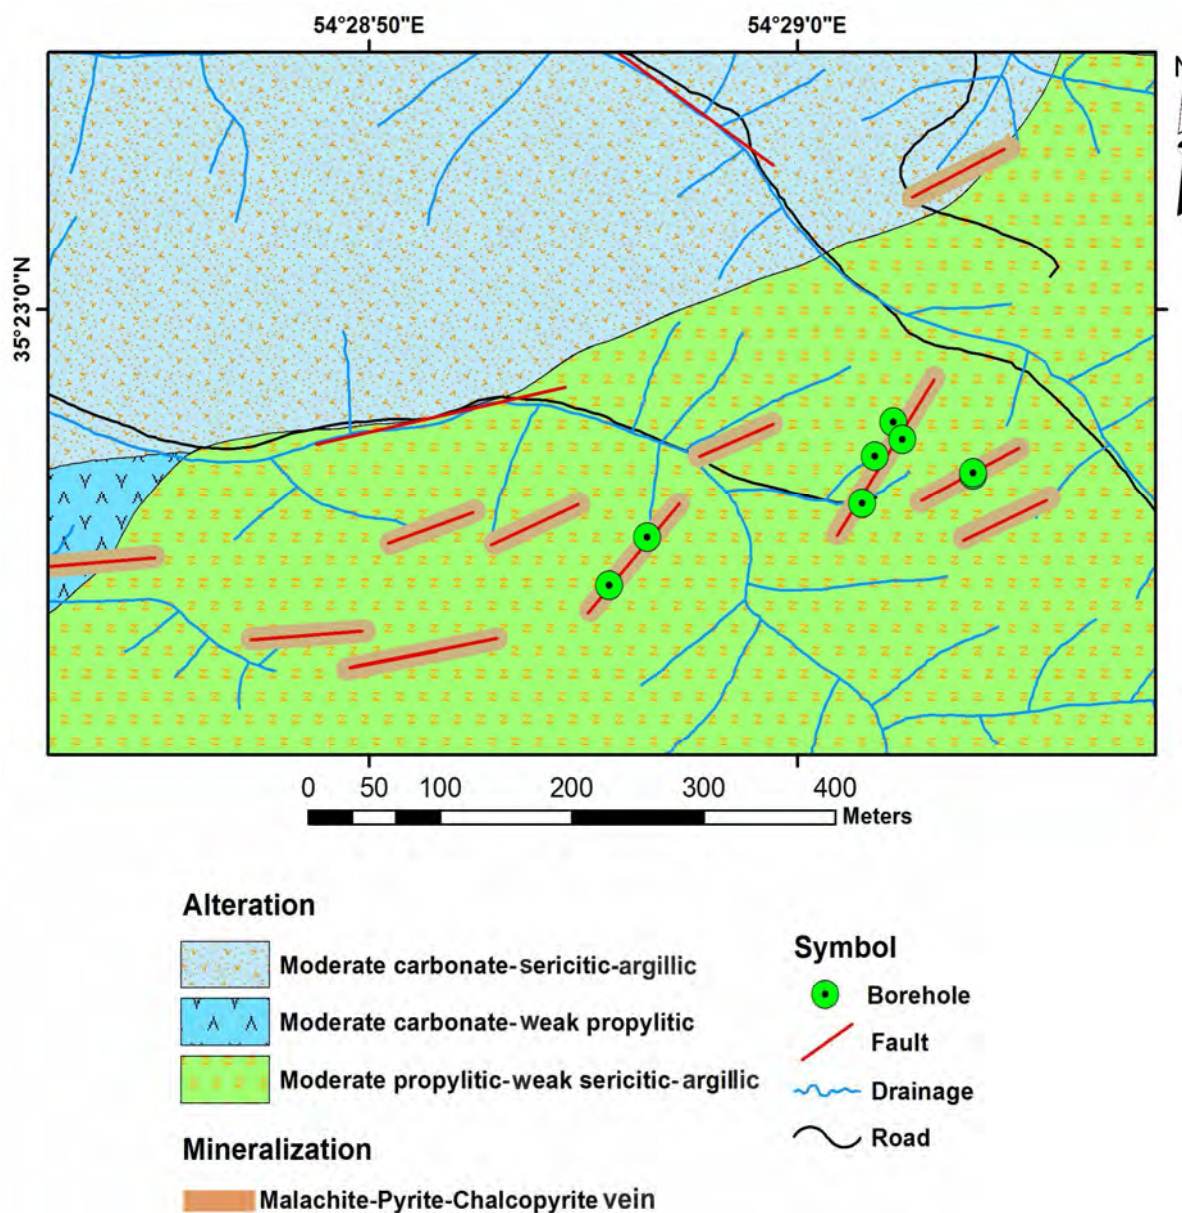 54°28'50"E 54°29'0"E
N
35°23'0"N
0 50 100 200 300 400
Meters
Alteration
Moderate carbonate-sericitic-argillic
Moderate carbonate-weak propylitic
Moderate propylitic-weak sericitic-argillic
Mineralization
Malachite-Pyrite-Chalcopyrite vein
Symbol
Borehole
Fault
Drainage
Road